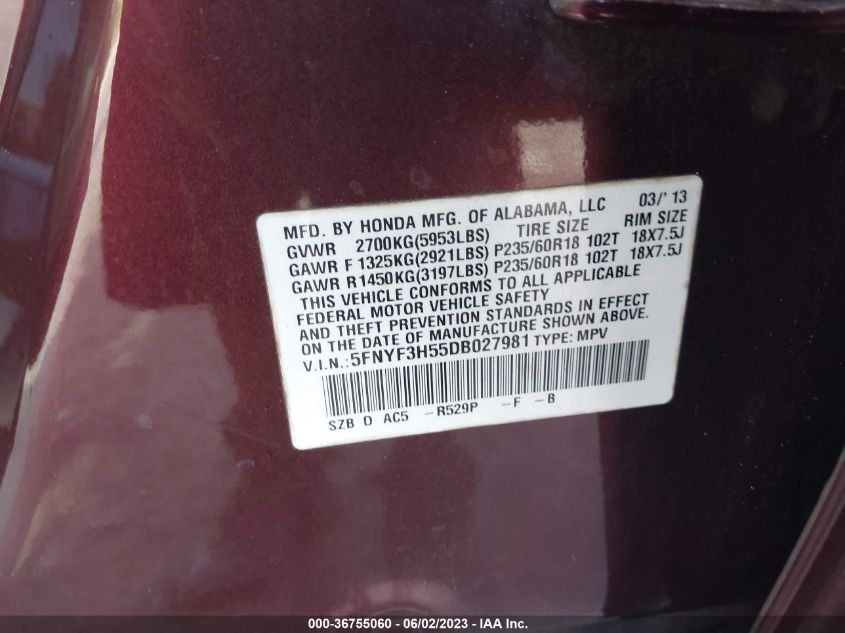 MFD. BY HONDA MFG. OF ALABAMA, LLC 03/'13
GVWR 2700KG(5953LBS) TIRE SIZE RIM SIZE
GAWR F 1325KG(2921LBS) P235/60R18 102T 18X7.5J
GAWR R1450KG(3197LBS) P235/60R18 102T 18X7.5J
THIS VEHICLE CONFORMS TO ALL APPLICABLE
FEDERAL MOTOR VEHICLE SAFETY
AND THEFT PREVENTION STANDARDS IN EFFECT
ON THE DATE OF MANUFACTURE SHOWN ABOVE.
V.I.N.: 5FNYF3H55DB027981 TYPE: MPV
SZB D AC5 -R529P -F -B
000-36755060 - 06/02/2023 - IAA Inc.